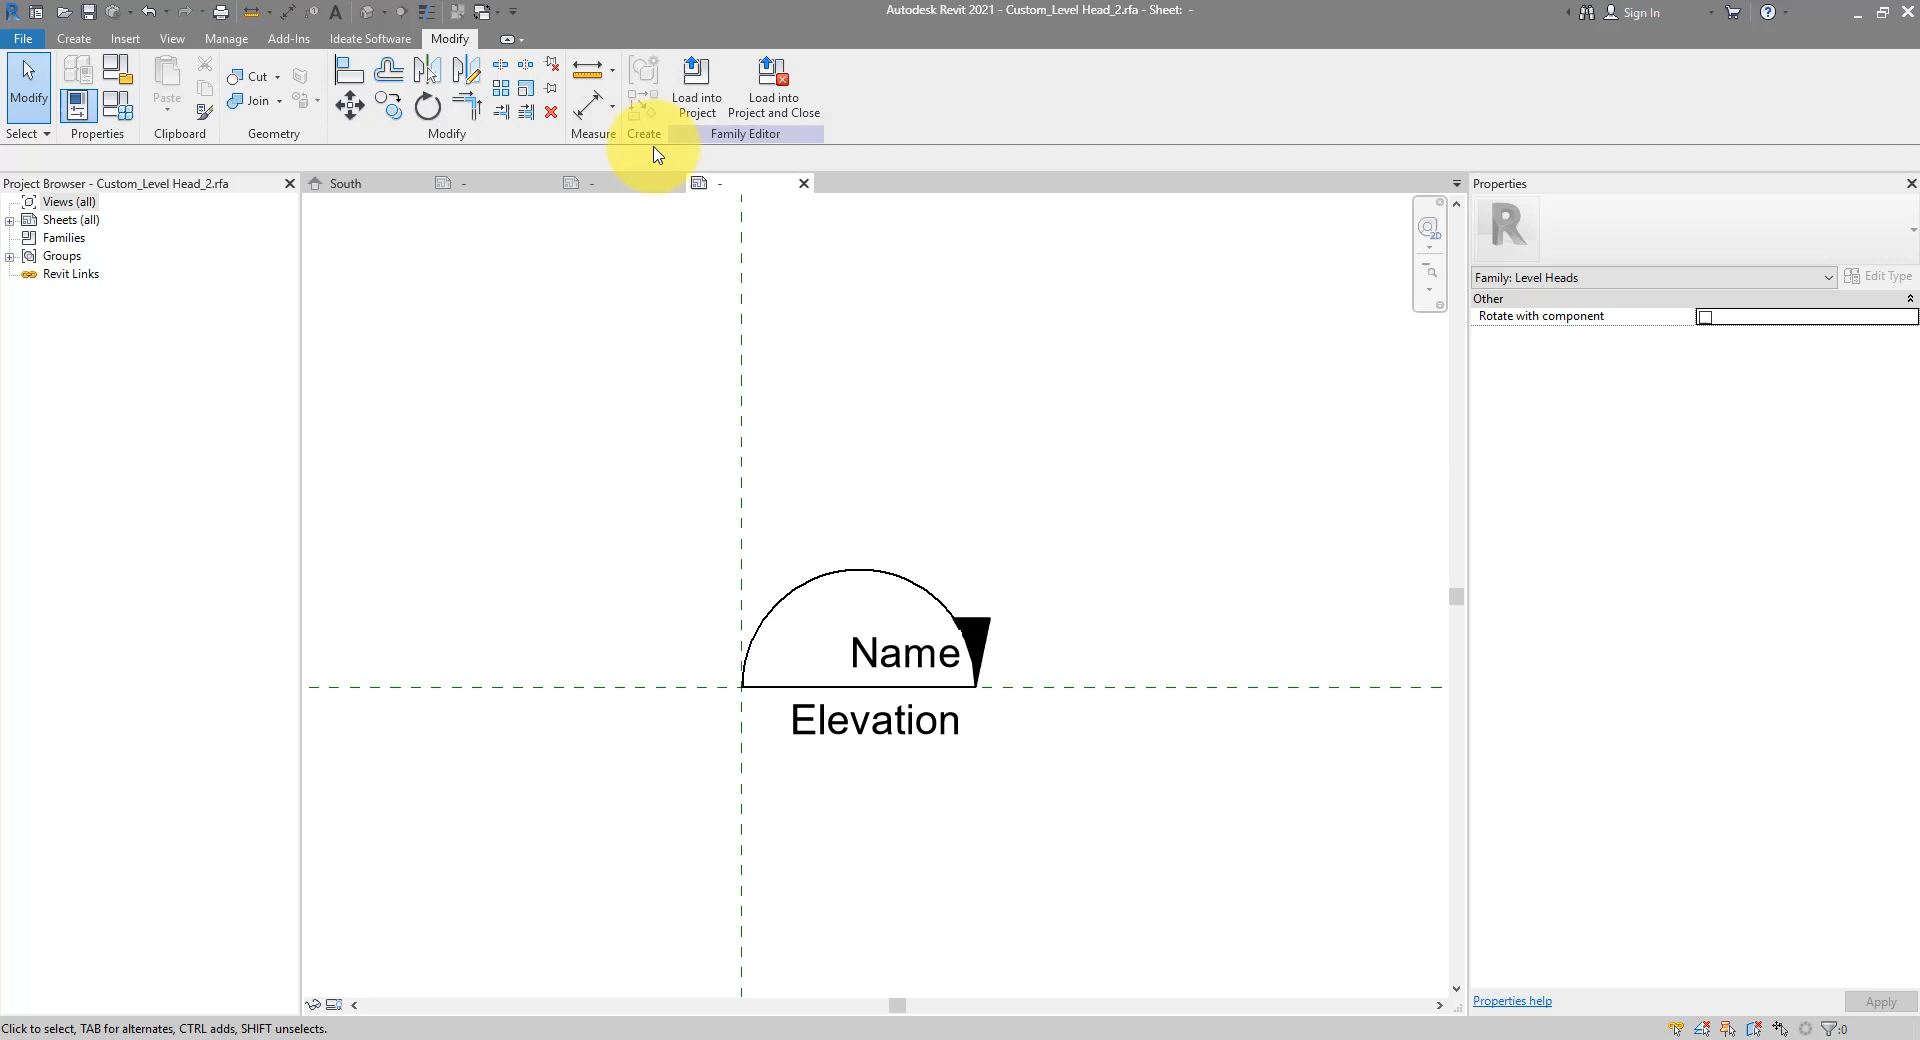 Autodesk Revit 2021 - Custom_Level Head_2.rfa - Sheet: -
Sign In
File Create Insert View Manage Add-Ins Ideate Software Modify
Modify
Paste
Cut
Join
Load into Project
Load into Project and Close
Select Properties Clipboard Geometry Modify Measure Create Family Editor
Project Browser - Custom_Level Head_2.rfa
South
-
-
-
Properties
Views (all)
Sheets (all)
Families
Groups
Revit Links
R
2D
Family: Level Heads
Edit Type
Other
Rotate with component
Name
Elevation
Properties help
Apply
Click to select, TAB for alternates, CTRL adds, SHIFT unselects.
:0